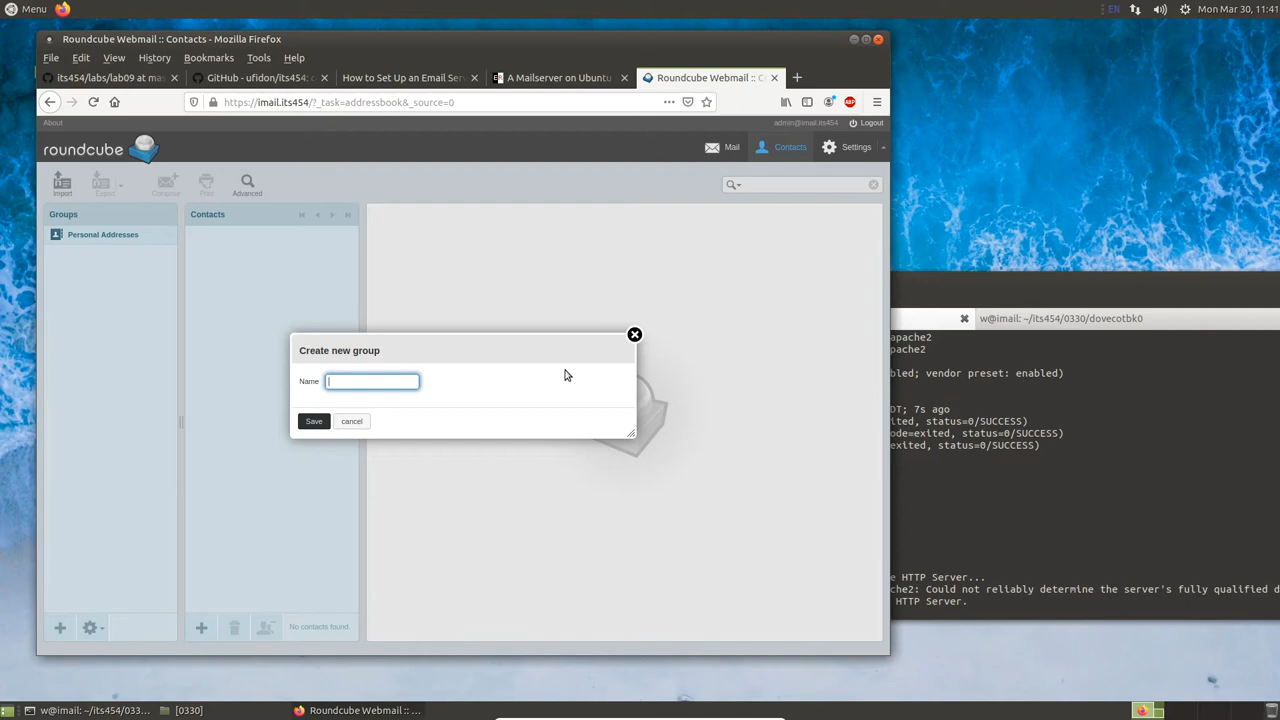 Menu
EN
Mon Mar 30, 11:41
Roundcube Webmail :: Contacts - Mozilla Firefox
File Edit View History Bookmarks Tools Help
its454/labs/lab09 at mas
GitHub - ufidon/its454: c
How to Set Up an Email Serv
A Mailserver on Ubuntu
Roundcube Webmail :: C
https://imail.its454/?_task=addressbook&_source=0
ABP
About
admin@imail.its454 Logout
roundcube
Mail Contacts Settings
Import Export Compose Print Advanced
Groups
Contacts
Personal Addresses
w@imail: ~/its454/0330/dovecotbk0
apache2
pache2
bled; vendor preset: enabled)
DT; 7s ago
ited, status=0/SUCCESS)
ode=exited, status=0/SUCCESS)
exited, status=0/SUCCESS)
Create new group
Name
Save cancel
e HTTP Server...
che2: Could not reliably determine the server's fully qualified d
HTTP Server.
No contacts found
w@imail: ~/its454/033...
[0330]
Roundcube Webmail :: ...